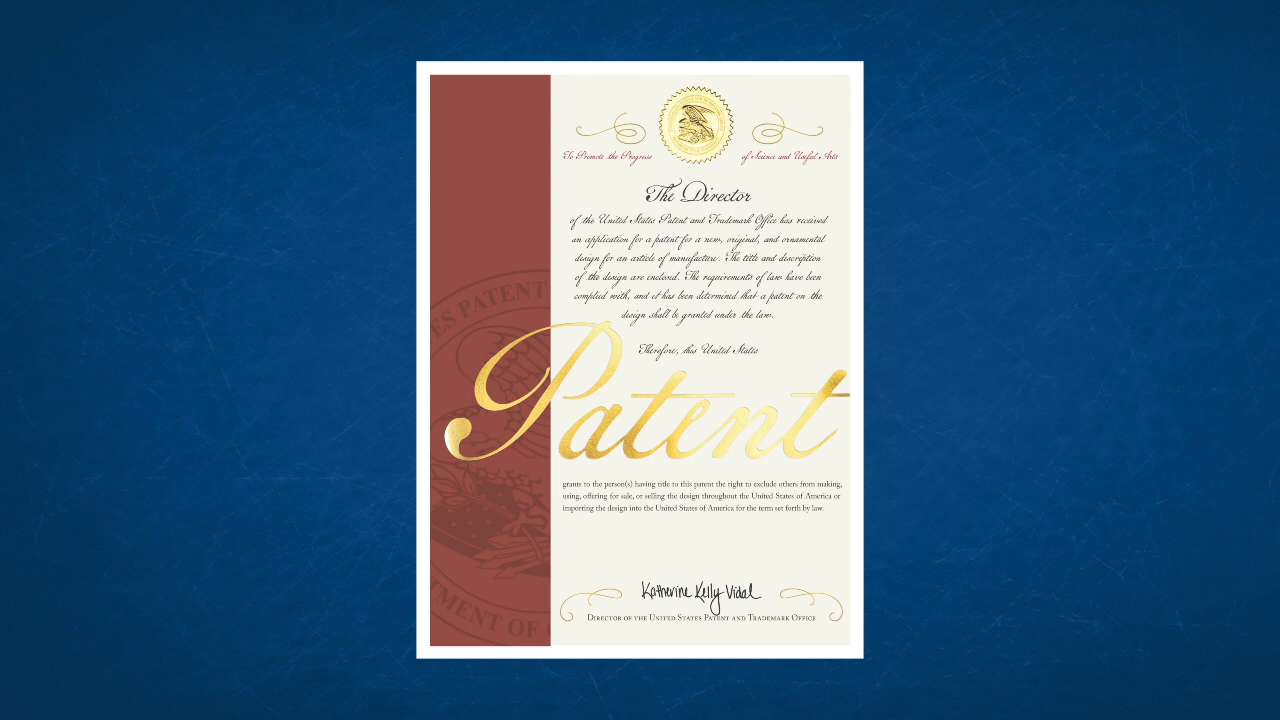 To Promote the Progress of Science and Useful Arts
The Director
of the United States Patent and Trademark Office has received
an application for a patent for a new, original, and ornamental
design for an article of manufacture. The title and description
of the design are enclosed. The requirements of law have been
complied with, and it has been determined that a patent on the
design shall be granted under the law.
Therefore, this United States
ES PATENT
Patent
grants to the person(s) having title to this patent the right to exclude others from making,
using, offering for sale, or selling the design throughout the United States of America or
importing the design into the United States of America for the term set forth by law.
Katherine Kelly Vidal
TMENT OF
Director of the United States Patent and Trademark Office